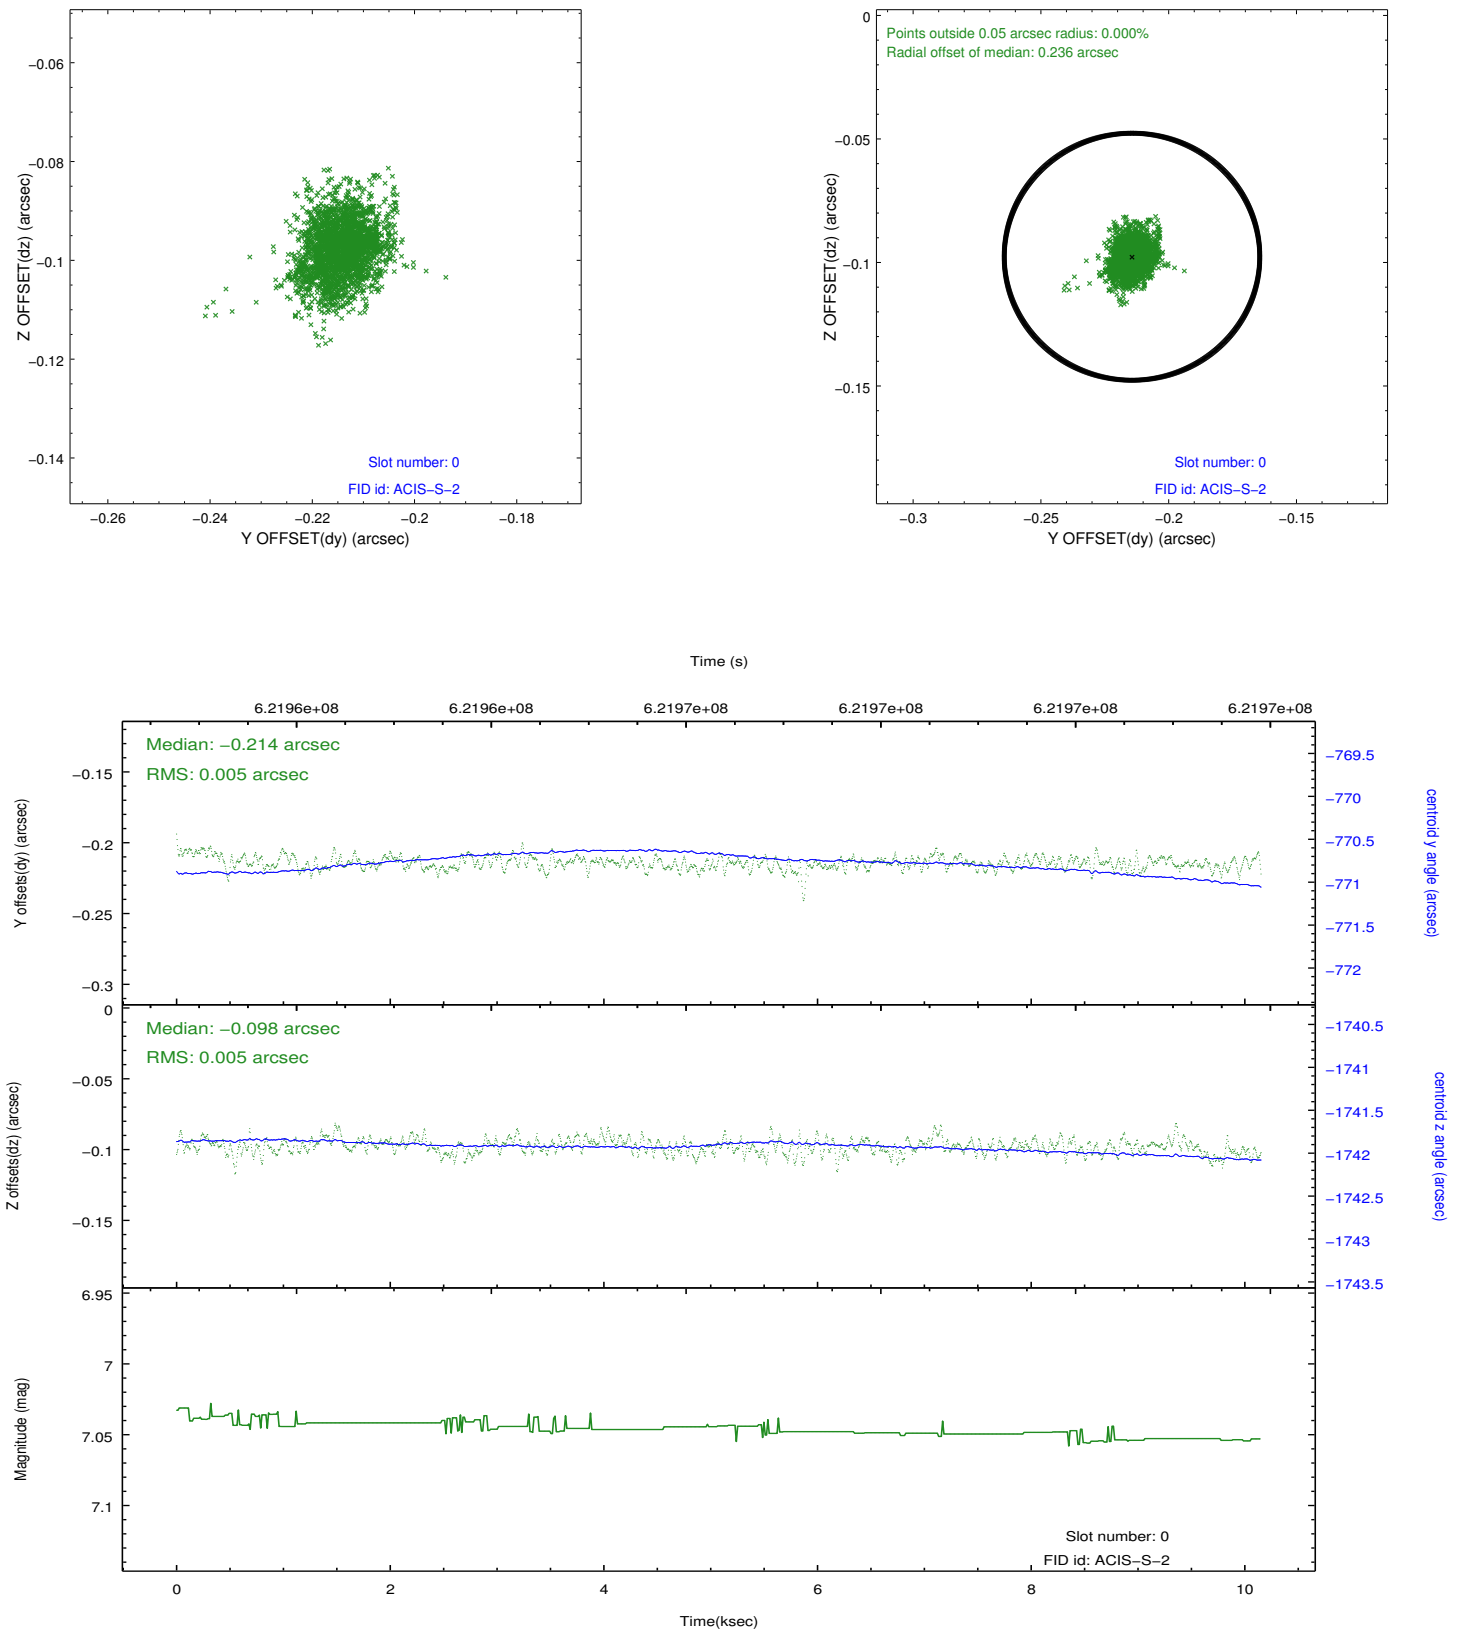 −0.06
−0.08
−0.1
−0.12
−0.14
Z OFFSET(dz) (arcsec)
Slot number: 0
FID id: ACIS−S−2
−0.26
−0.24
−0.22
−0.2
−0.18
Y OFFSET(dy) (arcsec)
Points outside 0.05 arcsec radius: 0.000%
Radial offset of median: 0.236 arcsec
0
−0.05
−0.1
−0.15
Z OFFSET(dz) (arcsec)
Slot number: 0
FID id: ACIS−S−2
−0.3
−0.25
−0.2
−0.15
Y OFFSET(dy) (arcsec)
Time (s)
6.2196e+08
6.2196e+08
6.2197e+08
6.2197e+08
6.2197e+08
6.2197e+08
Median: −0.214 arcsec
RMS: 0.005 arcsec
−0.15
−0.2
−0.25
−0.3
Y offsets(dy) (arcsec)
−769.5
−770
−770.5
−771
−771.5
−772
centroid y angle (arcsec)
Median: −0.098 arcsec
RMS: 0.005 arcsec
0
−0.05
−0.1
−0.15
Z offsets(dz) (arcsec)
−1740.5
−1741
−1741.5
−1742
−1742.5
−1743
−1743.5
centroid z angle (arcsec)
6.95
7
7.05
7.1
Magnitude (mag)
Slot number: 0
FID id: ACIS−S−2
0
2
4
6
8
10
Time(ksec)